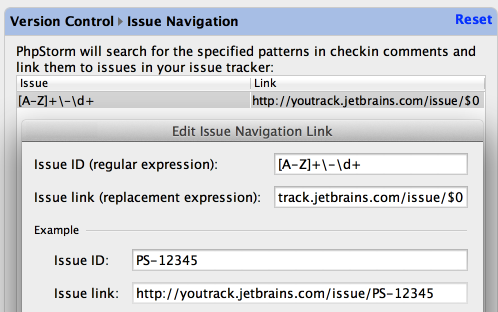 Version Control › Issue Navigation Reset
PhpStorm will search for the specified patterns in checkin comments and
link them to issues in your issue tracker:
Issue Link
[A-Z]+\-\d+ http://youtrack.jetbrains.com/issue/$0
Edit Issue Navigation Link
Issue ID (regular expression): [A-Z]+\-\d+
Issue link (replacement expression): track.jetbrains.com/issue/$0
Example
Issue ID: PS-12345
Issue link: http://youtrack.jetbrains.com/issue/PS-12345